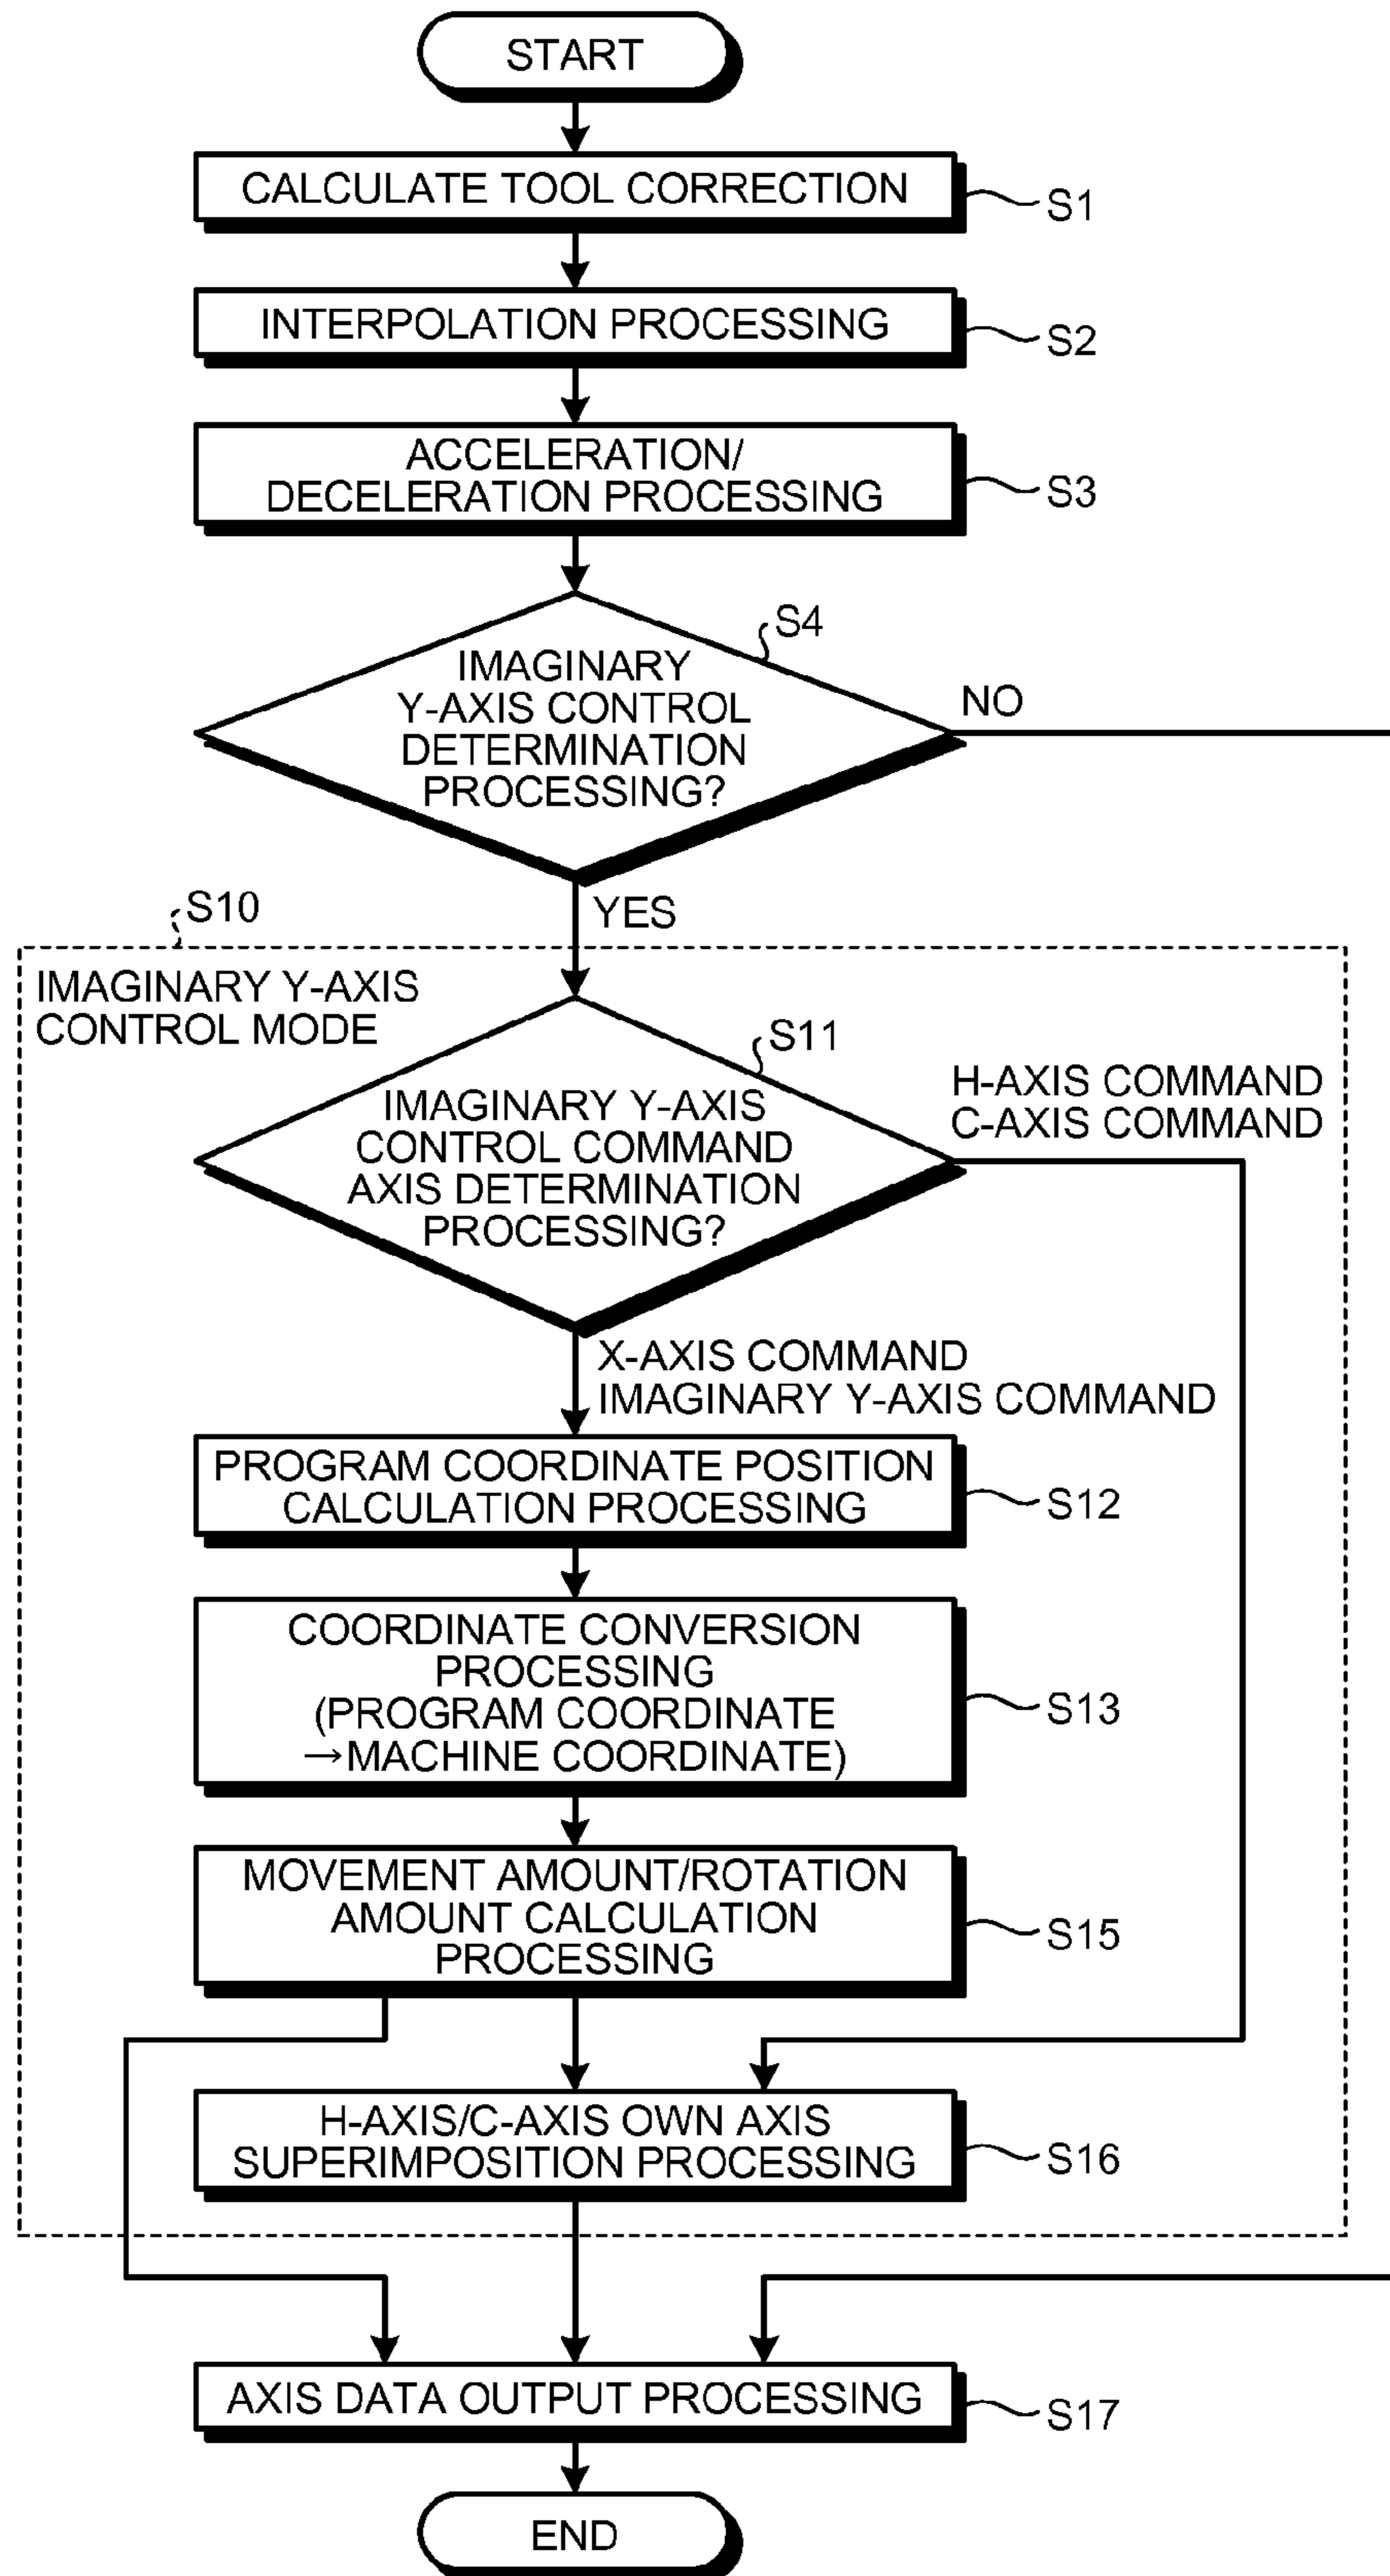 START
CALCULATE TOOL CORRECTION
S1
INTERPOLATION PROCESSING
S2
ACCELERATION/
DECELERATION PROCESSING
S3
S4
IMAGINARY
Y-AXIS CONTROL
DETERMINATION
PROCESSING?
NO
YES
S10
IMAGINARY Y-AXIS
CONTROL MODE
S11
IMAGINARY Y-AXIS
CONTROL COMMAND
AXIS DETERMINATION
PROCESSING?
H-AXIS COMMAND
C-AXIS COMMAND
X-AXIS COMMAND
IMAGINARY Y-AXIS COMMAND
PROGRAM COORDINATE POSITION
CALCULATION PROCESSING
S12
COORDINATE CONVERSION
PROCESSING
(PROGRAM COORDINATE
→MACHINE COORDINATE)
S13
MOVEMENT AMOUNT/ROTATION
AMOUNT CALCULATION
PROCESSING
S15
H-AXIS/C-AXIS OWN AXIS
SUPERIMPOSITION PROCESSING
S16
AXIS DATA OUTPUT PROCESSING
S17
END